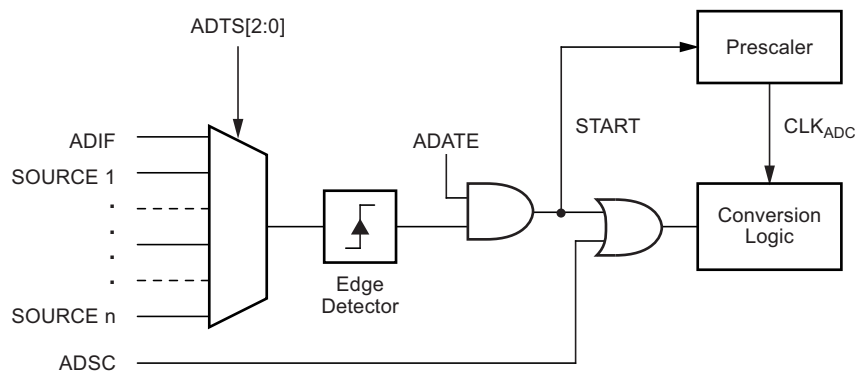 ADTS[2:0]
Prescaler
START
CLKADC
ADIF
ADATE
SOURCE 1
.
.
.
.
Conversion
Logic
Edge
Detector
SOURCE n
ADSC